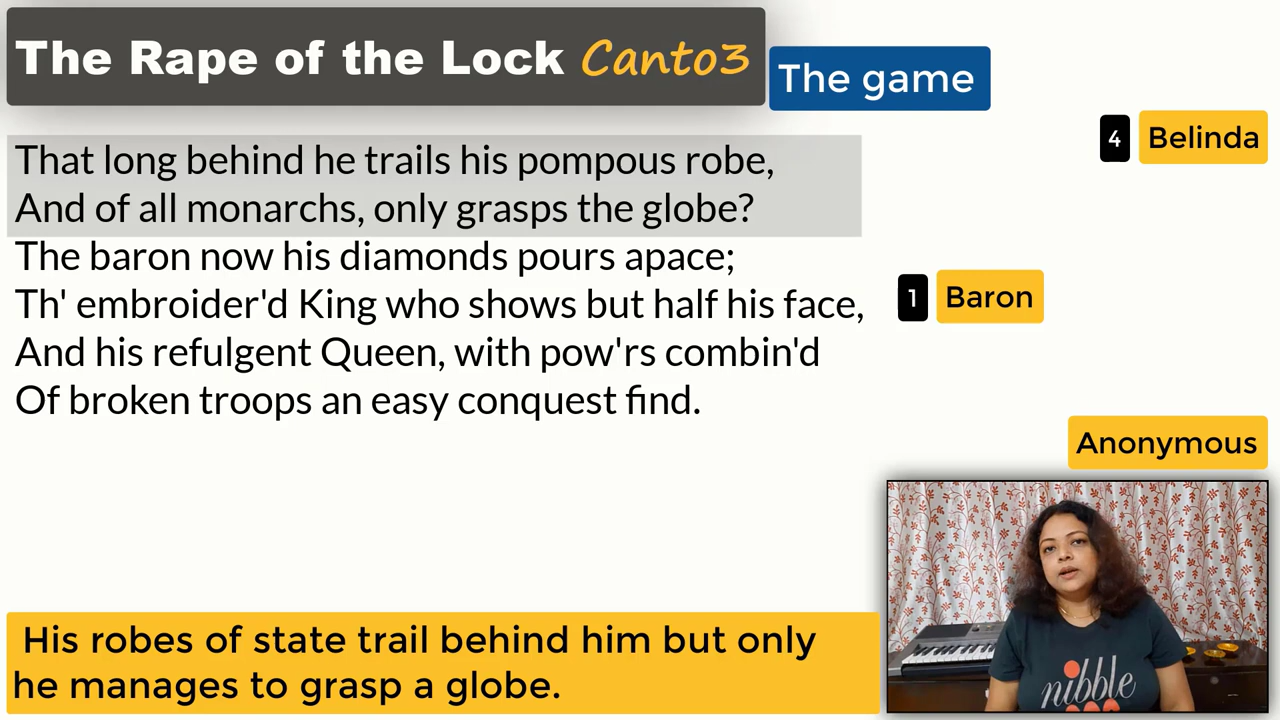 The Rape of the Lock Canto3
The game
4 Belinda
That long behind he trails his pompous robe,
And of all monarchs, only grasps the globe?
The baron now his diamonds pours apace;
Th' embroider'd King who shows but half his face,
1 Baron
And his refulgent Queen, with pow'rs combin'd
Of broken troops an easy conquest find.
Anonymous
His robes of state trail behind him but only
he manages to grasp a globe.
nibble